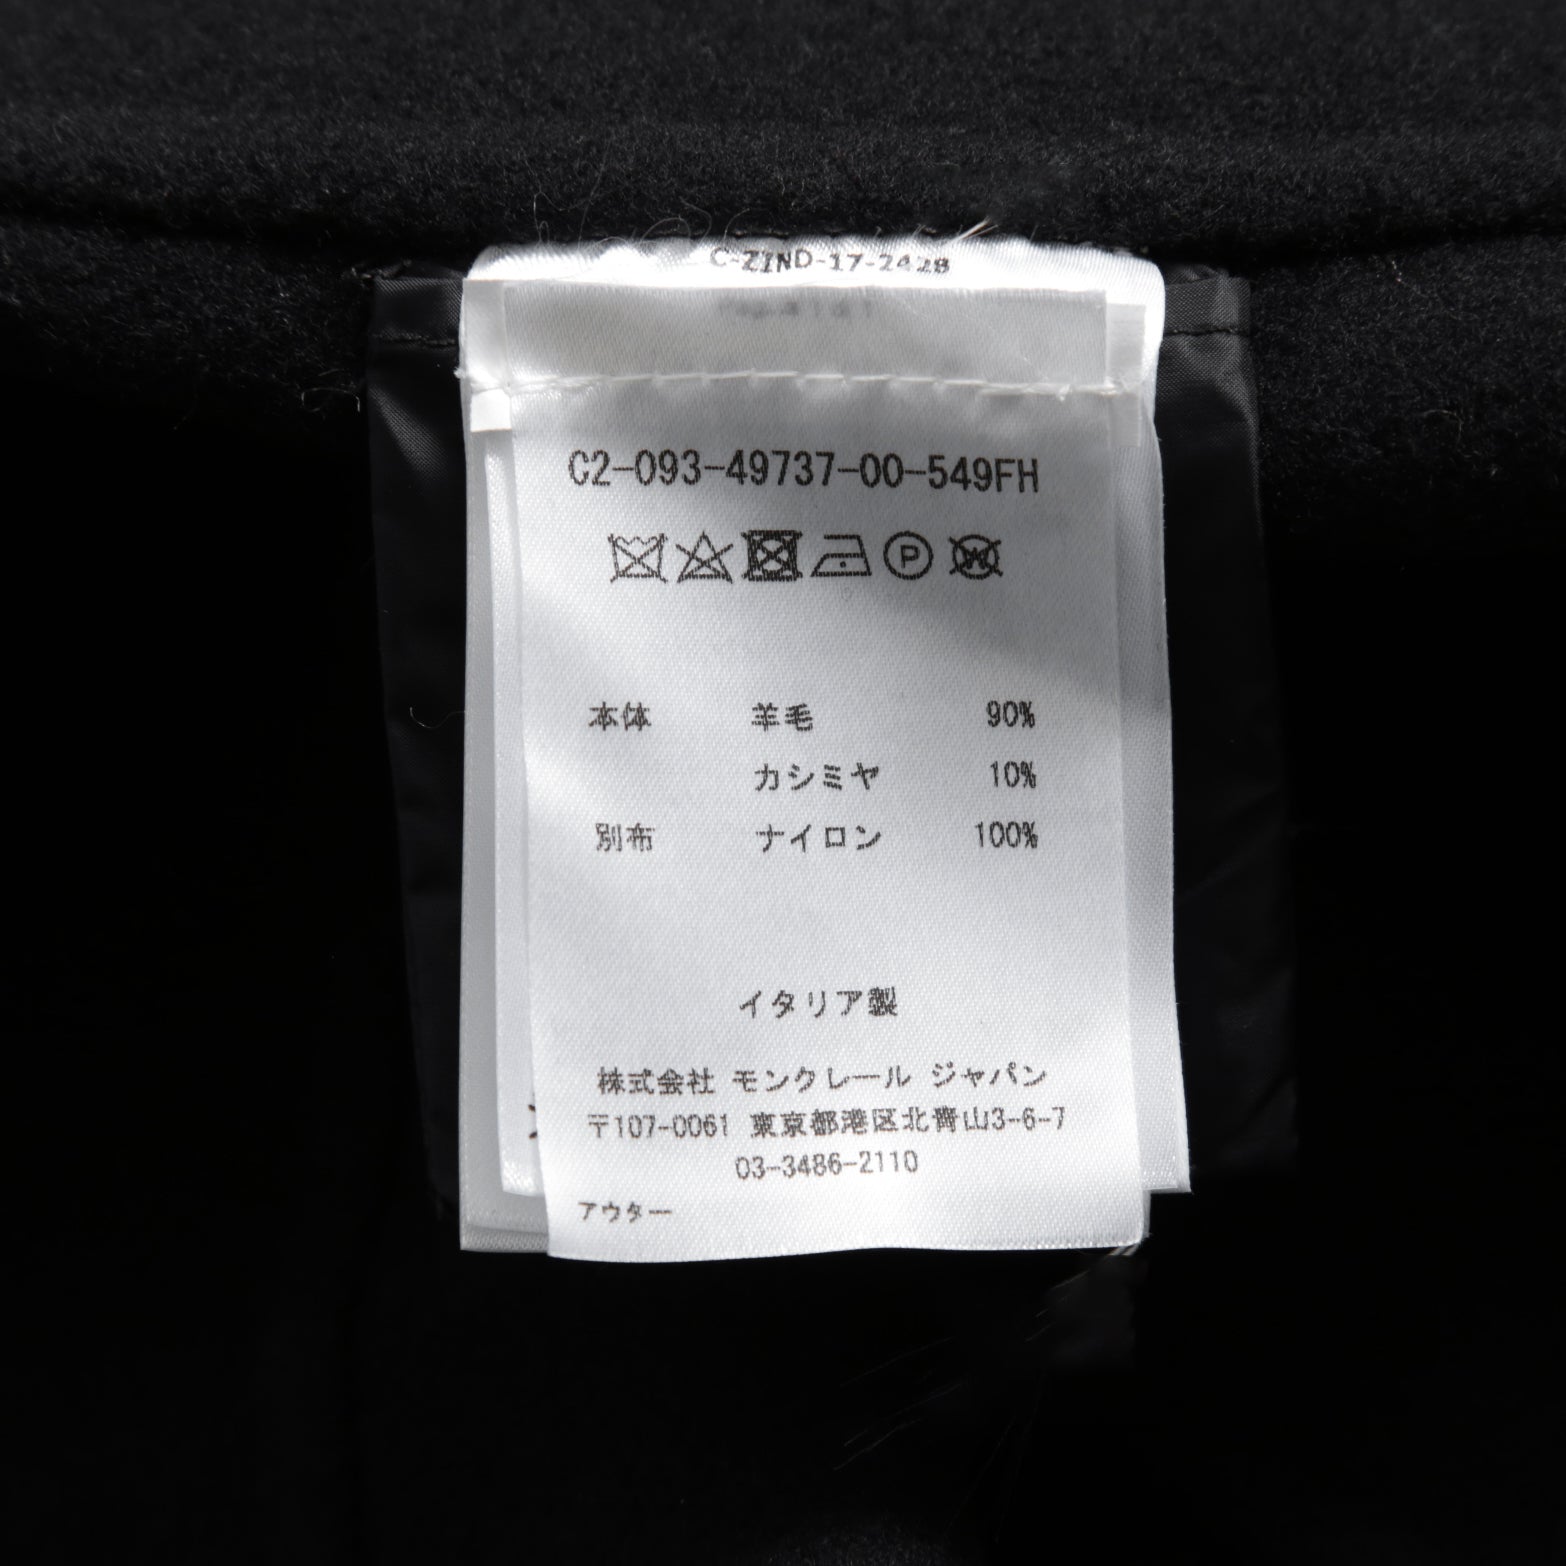 C-ZIND-17-2428
C2-093-49737-00-549FH
P W
本体 羊毛 90%
カシミヤ 10%
別布 ナイロン 100%
イタリア製
株式会社 モンクレール ジャパン
〒107-0061 東京都港区北青山3-6-7
03-3486-2110
アウター